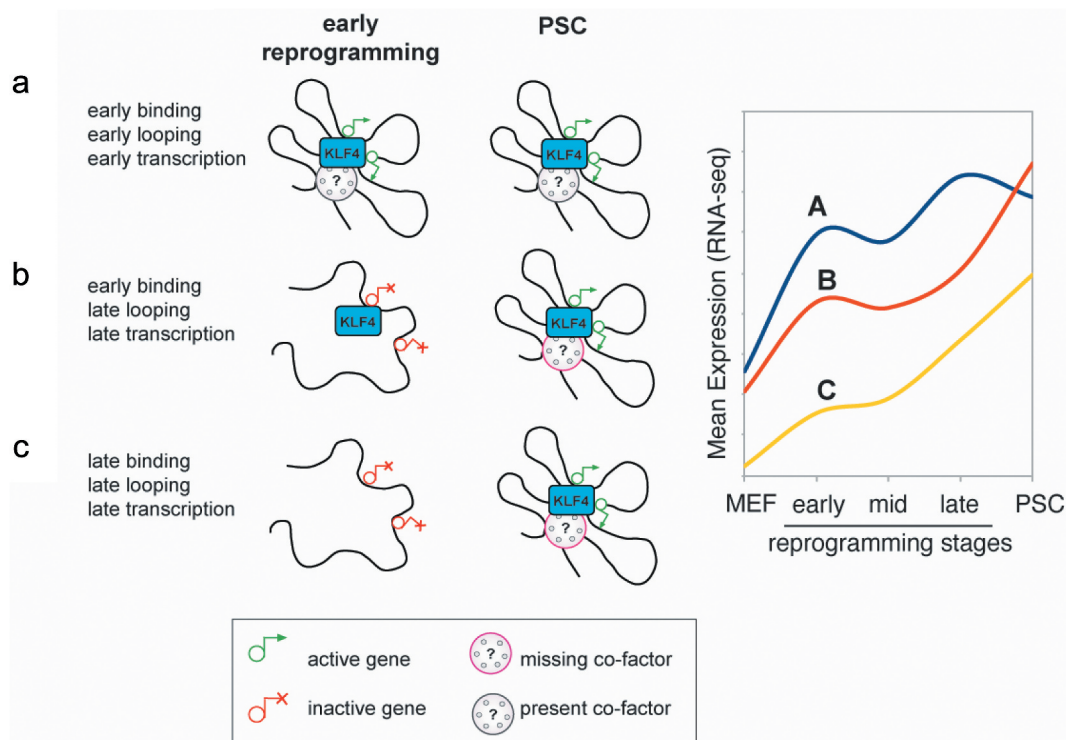 early
reprogramming
PSC
a
early binding
early looping
early transcription
KLF4
?
KLF4
?
b
early binding
late looping
late transcription
KLF4
KLF4
?
c
late binding
late looping
late transcription
KLF4
?
active gene
? missing co-factor
inactive gene
? present co-factor
Mean Expression (RNA-seq)
A
B
C
MEF early mid late PSC
reprogramming stages